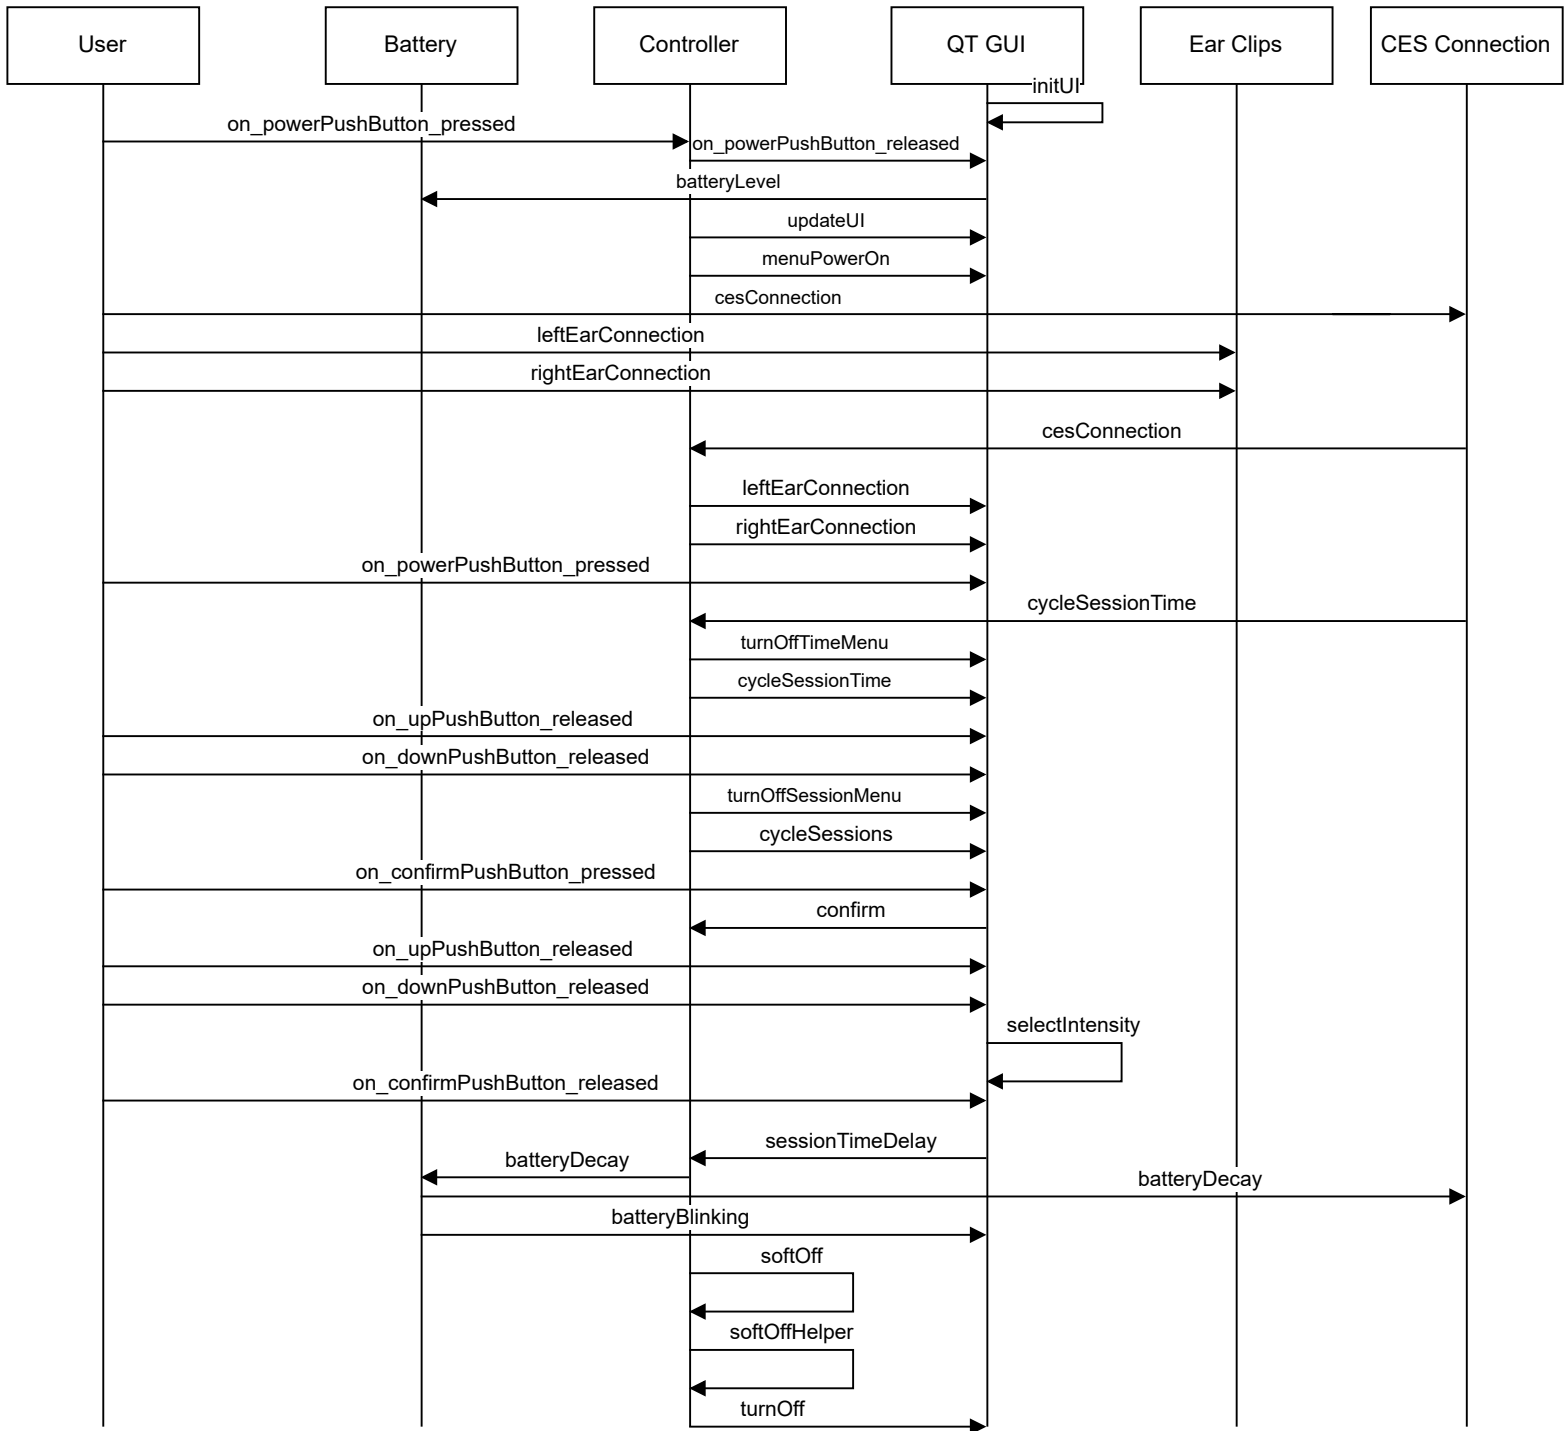 User
Battery
Controller
QT GUI
Ear Clips
CES Connection
initUI
on_powerPushButton_pressed
on_powerPushButton_released
batteryLevel
updateUI
menuPowerOn
cesConnection
leftEarConnection
rightEarConnection
cesConnection
leftEarConnection
rightEarConnection
on_powerPushButton_pressed
cycleSessionTime
turnOffTimeMenu
cycleSessionTime
on_upPushButton_released
on_downPushButton_released
turnOffSessionMenu
cycleSessions
on_confirmPushButton_pressed
confirm
on_upPushButton_released
on_downPushButton_released
selectIntensity
on_confirmPushButton_released
sessionTimeDelay
batteryDecay
batteryDecay
batteryBlinking
softOff
softOffHelper
turnOff